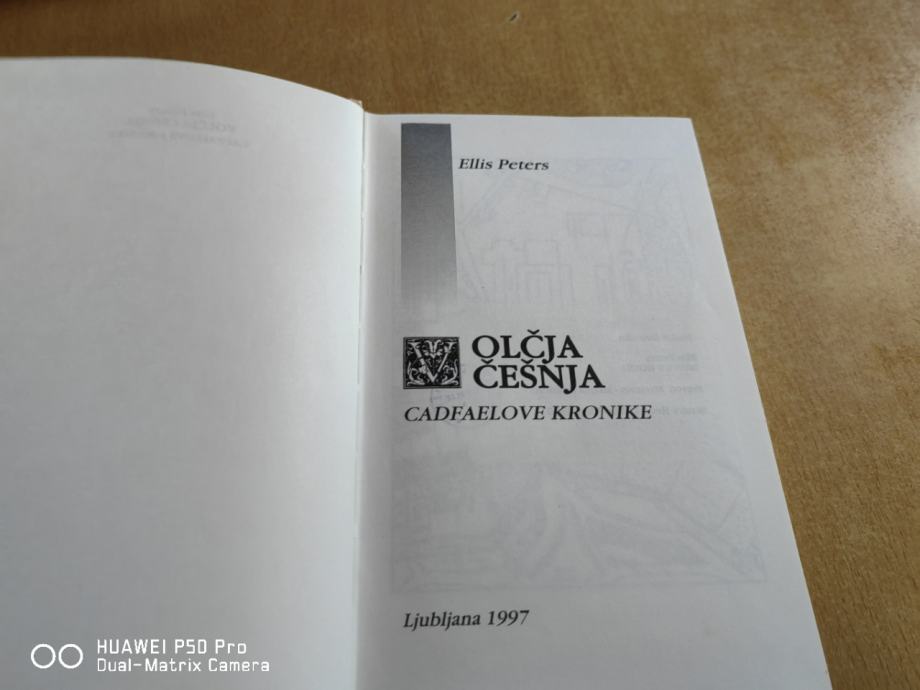 Ellis Peters
VOLČJA
ČEŠNJA
CADFAELOVE KRONIKE
Ljubljana 1997
HUAWEI P50 Pro
Dual-Matrix Camera